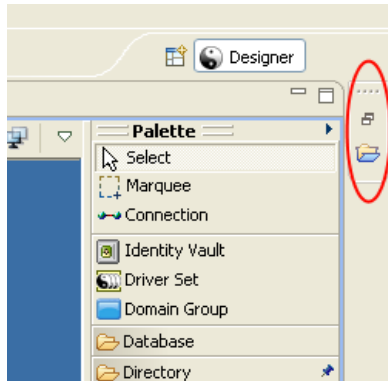 Designer
Palette
Select
Marquee
Connection
Identity Vault
Driver Set
Domain Group
Database
Directory